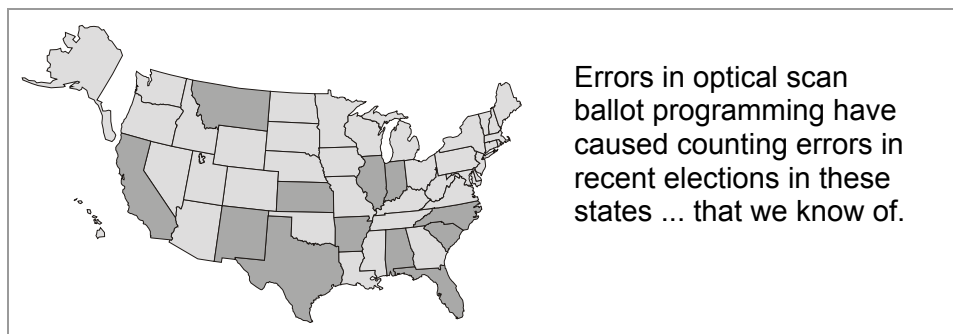 Errors in optical scan
ballot programming have
caused counting errors in
recent elections in these
states ... that we know of.